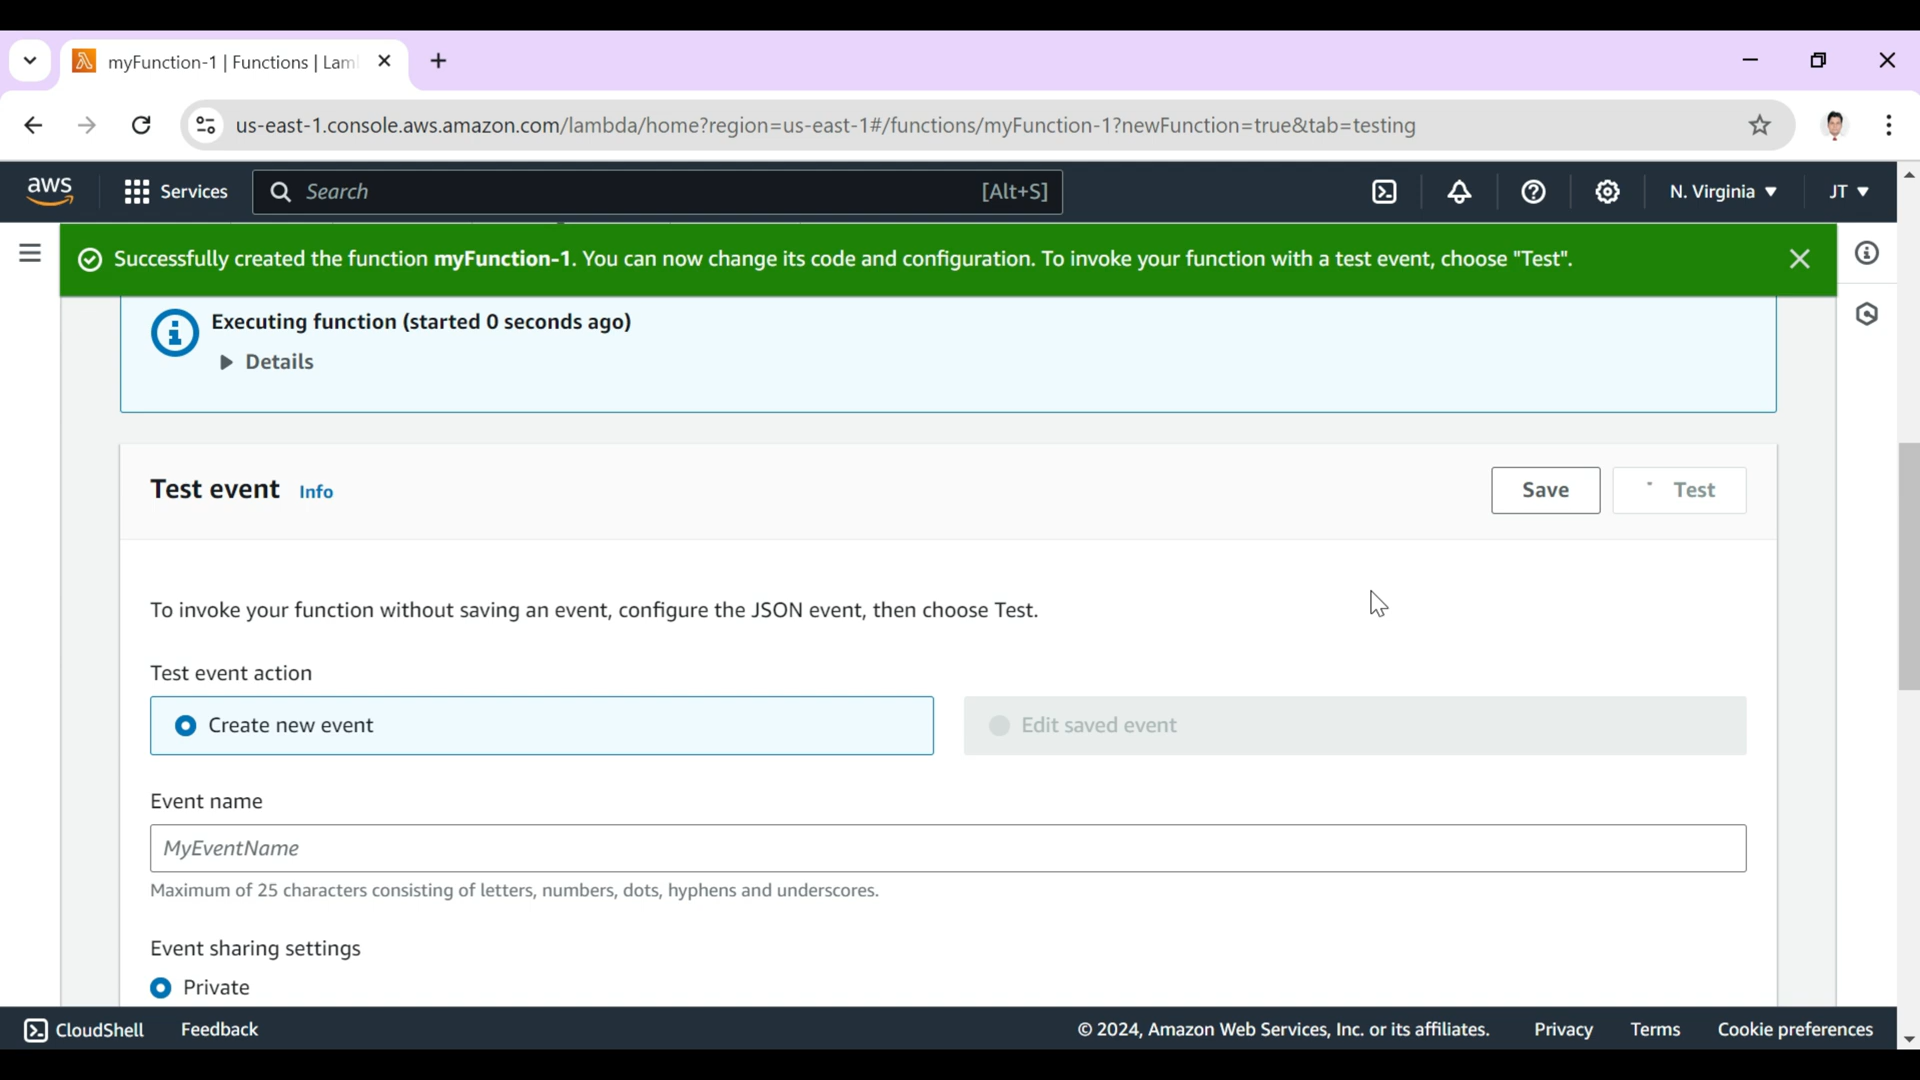 myFunction-1 | Functions | Lam
us-east-1.console.aws.amazon.com/lambda/home?region=us-east-1#/functions/myFunction-1?newFunction=true&tab=testing
aws
Services
Search
[Alt+S]
N. Virginia
JT
Successfully created the function myFunction-1. You can now change its code and configuration. To invoke your function with a test event, choose "Test".
Executing function (started 0 seconds ago)
Details
Test event Info
Save
Test
To invoke your function without saving an event, configure the JSON event, then choose Test.
Test event action
Create new event
Edit saved event
Event name
MyEventName
Maximum of 25 characters consisting of letters, numbers, dots, hyphens and underscores.
Event sharing settings
Private
CloudShell
Feedback
© 2024, Amazon Web Services, Inc. or its affiliates.
Privacy
Terms
Cookie preferences